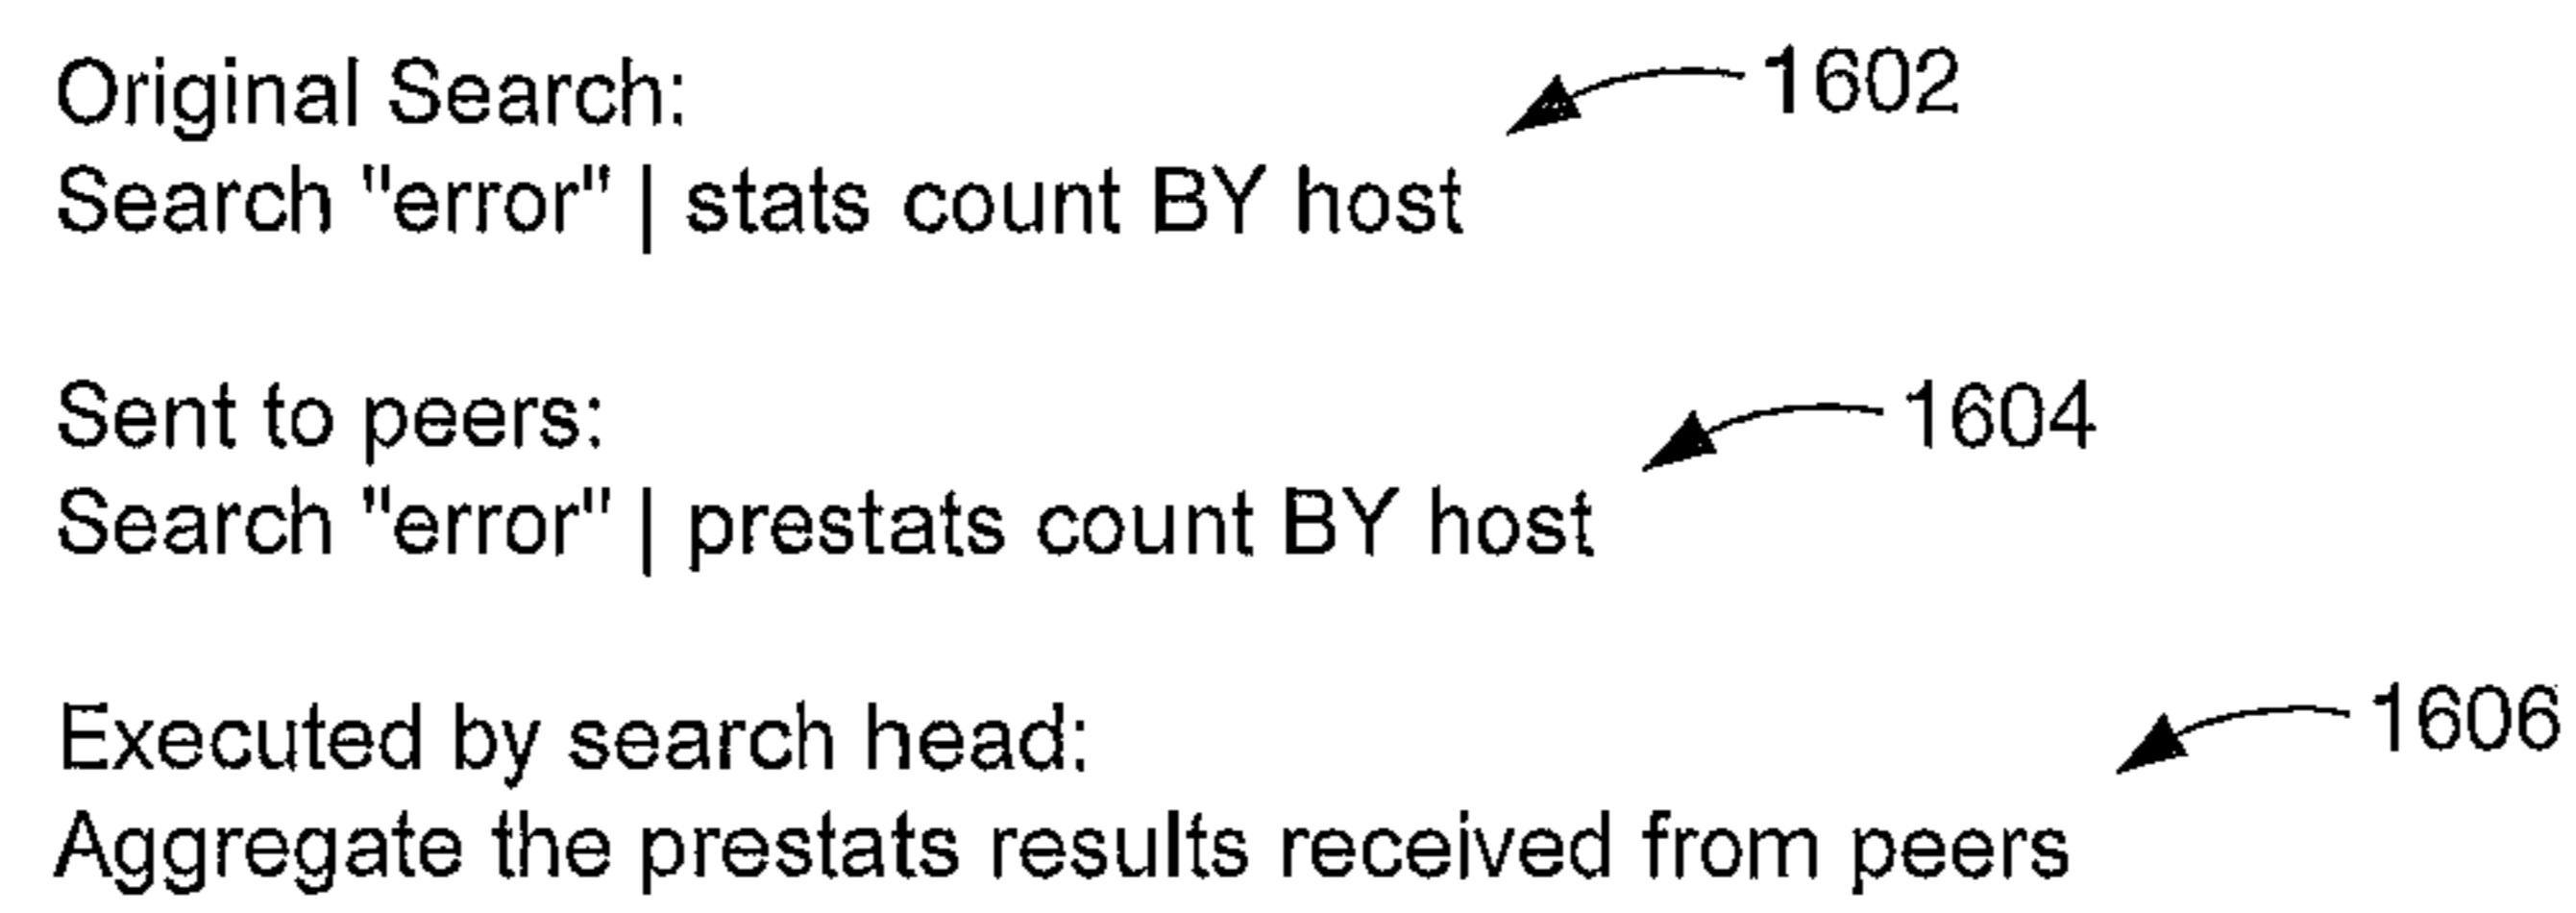 Original Search:
1602
Search "error" | stats count BY host
Sent to peers:
1604
Search "error" | prestats count BY host
Executed by search head:
1606
Aggregate the prestats results received from peers